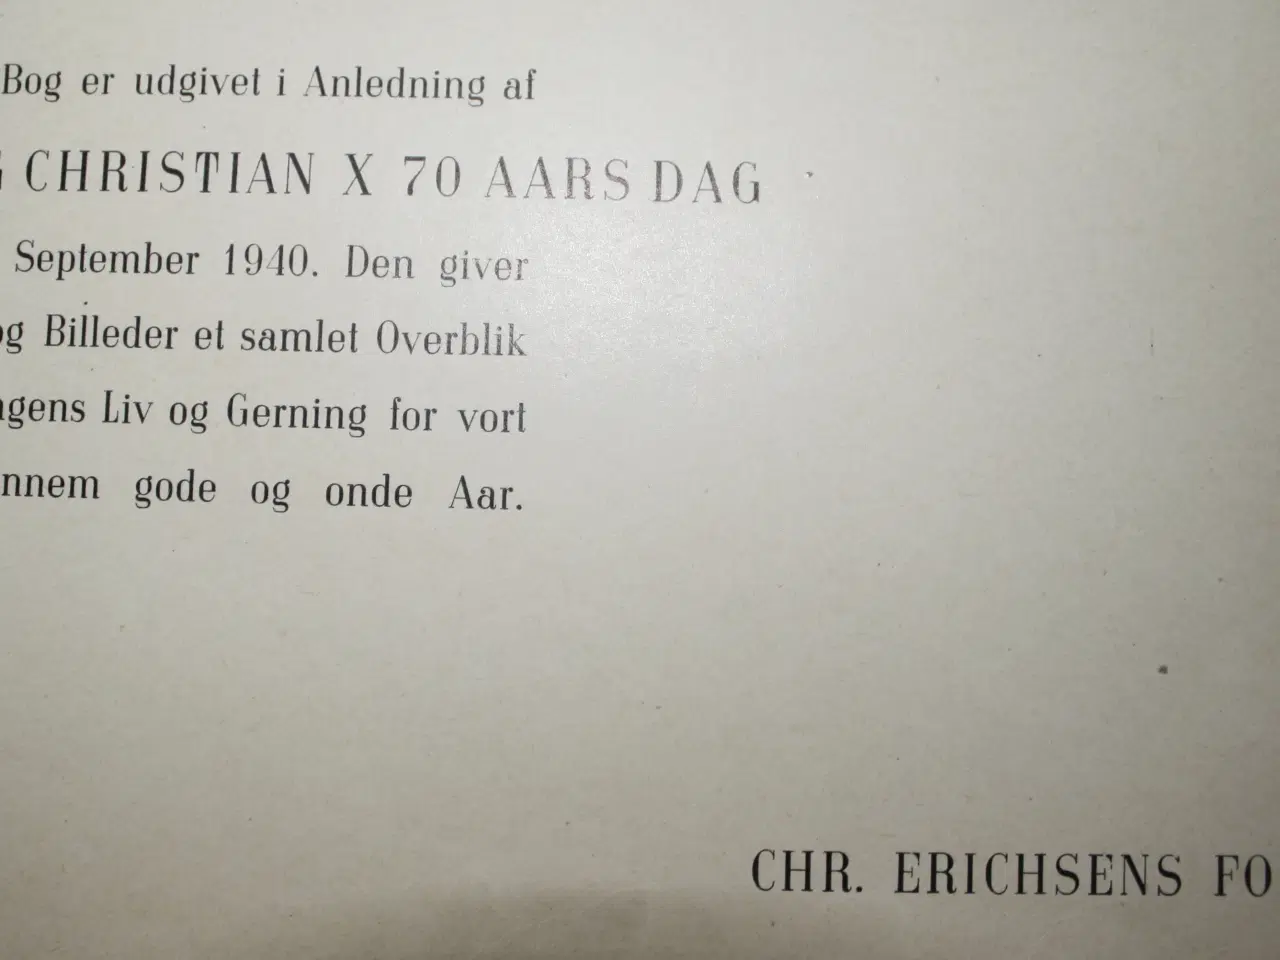 Bog er udgivet i Anledning af
G CHRISTIAN X 70 AARS DAG
September 1940. Den giver
og Billeder et samlet Overblik
gens Liv og Gerning for vort
nnem gode og onde Aar.
CHR. ERICHSENS FO